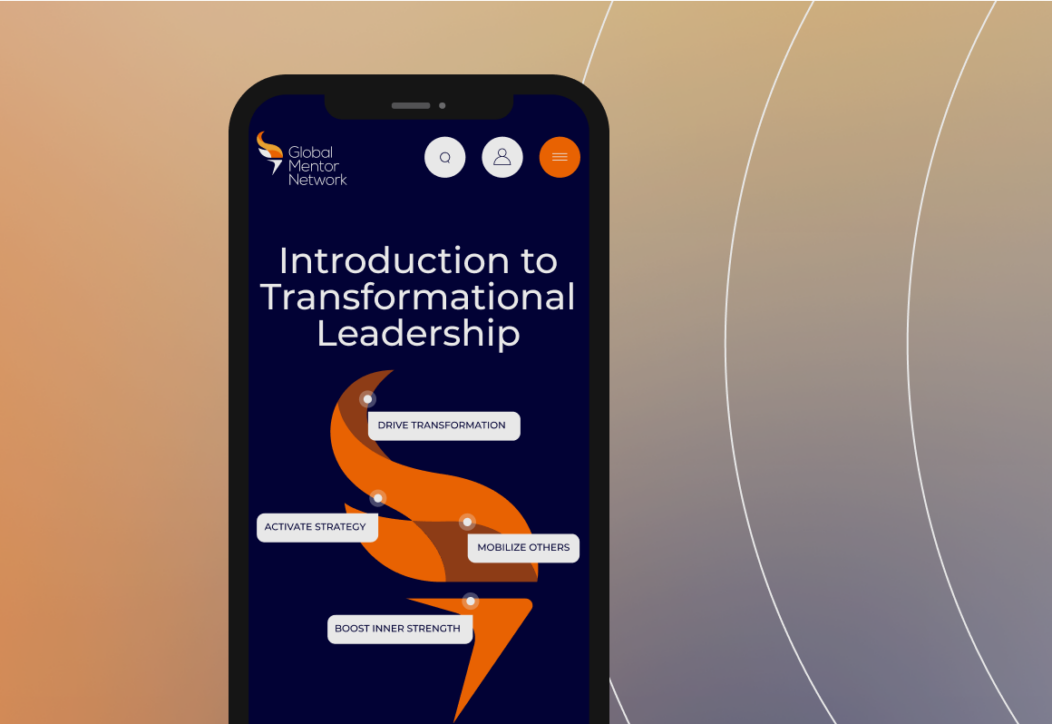 Global
Mentor
Network
Introduction to
Transformational
Leadership
DRIVE TRANSFORMATION
ACTIVATE STRATEGY
MOBILIZE OTHERS
BOOST INNER STRENGTH